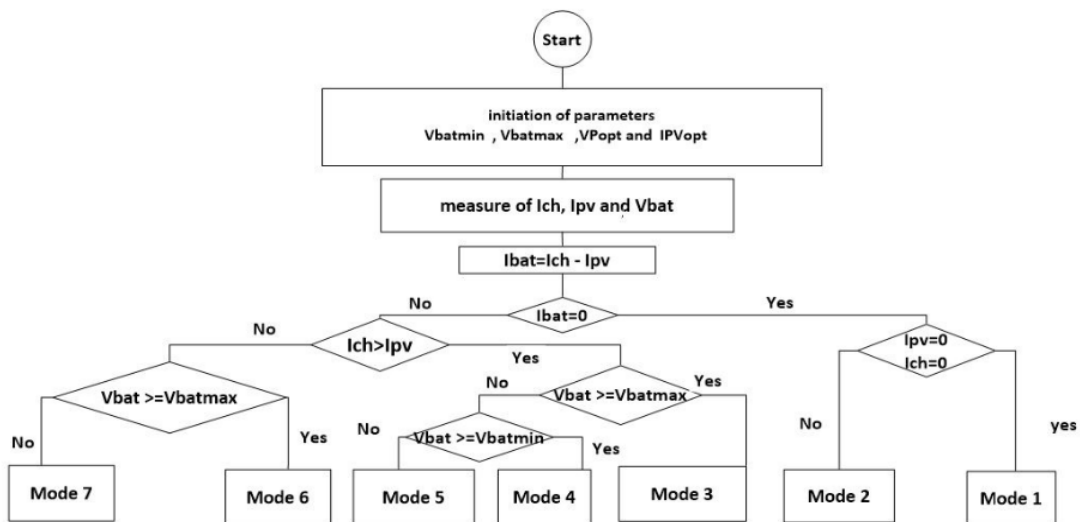 Start
initiation of parameters
Vbatmin , Vbatmax ,VPopt and IPVopt
measure of Ich, Ipv and Vbat
Ibat=Ich - Ipv
No
Ibat=0
Yes
No
Ich>Ipv
Yes
Ipv=0
Ich=0
Vbat >=Vbatmax
No
Vbat >=Vbatmax
Yes
No
Yes
No
Vbat >=Vbatmin
Yes
No
yes
Mode 7
Mode 6
Mode 5
Mode 4
Mode 3
Mode 2
Mode 1